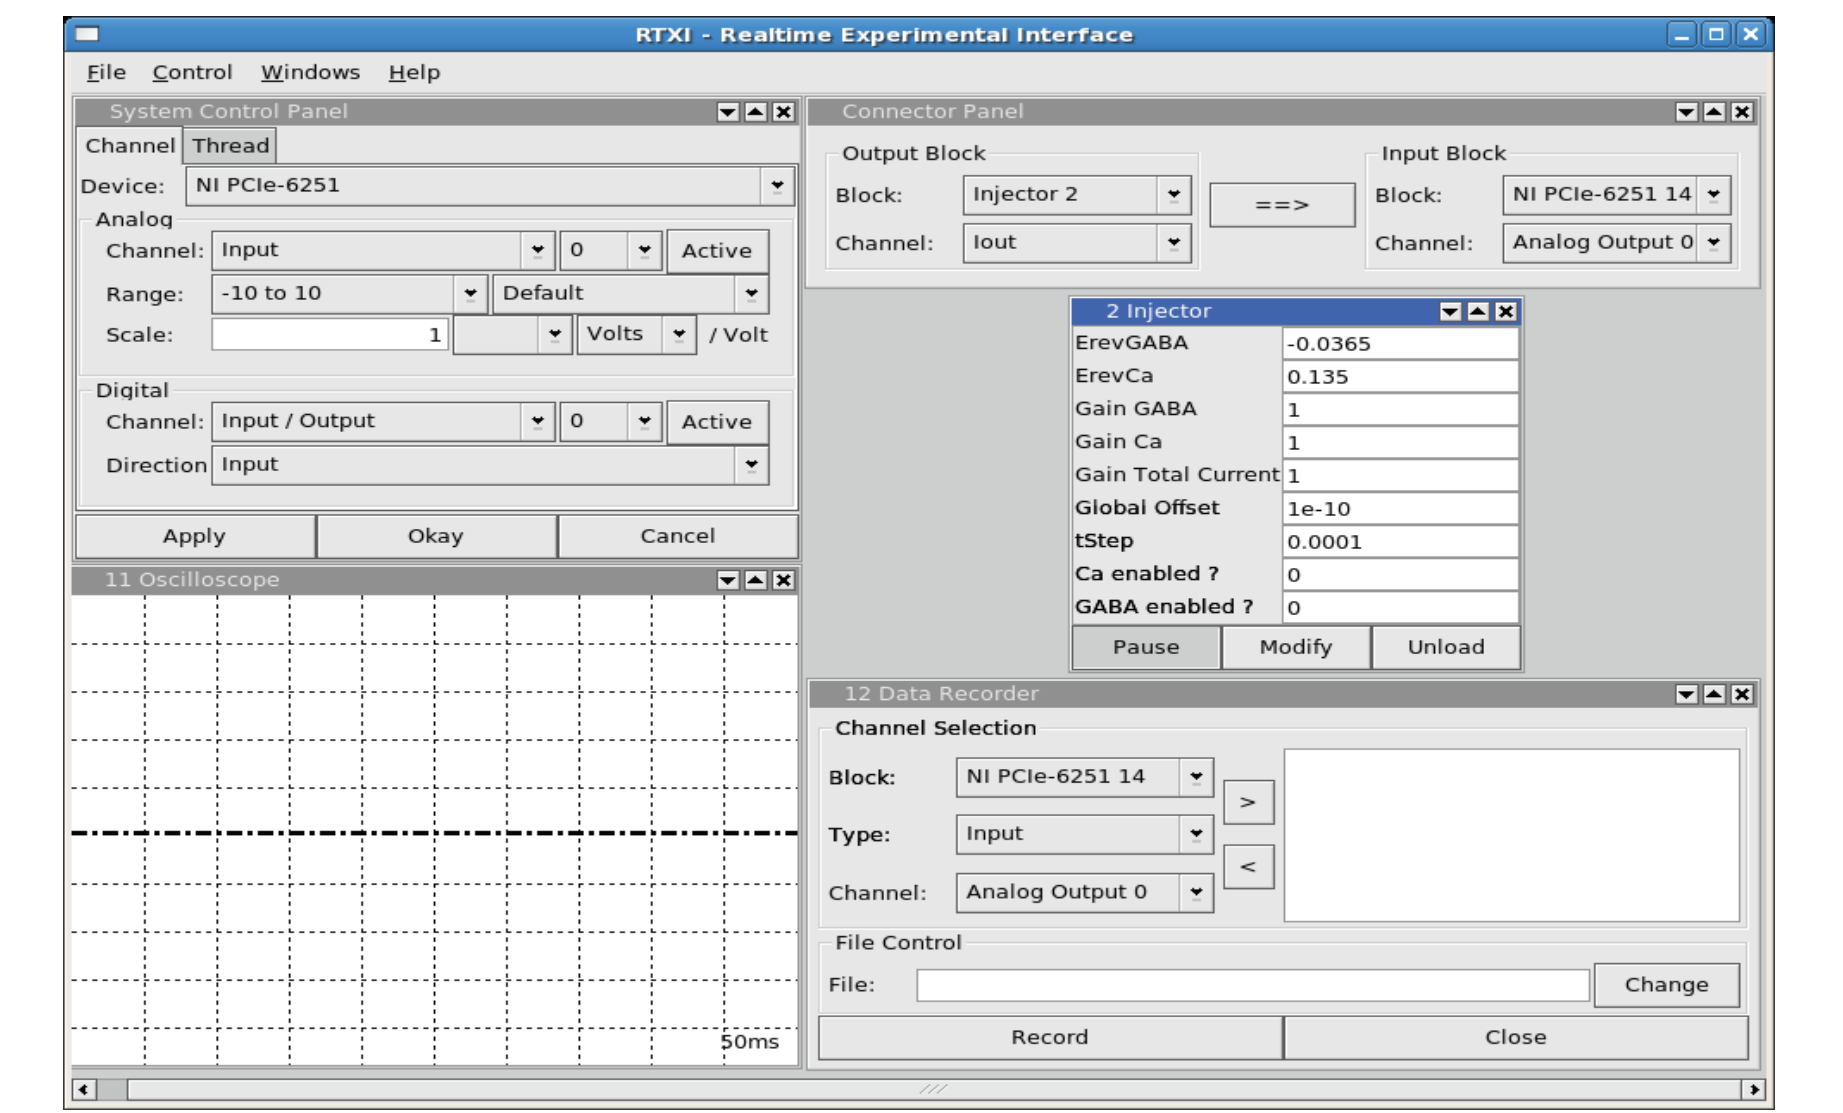 RTXI - Realtime Experimental Interface
File Control Windows Help
System Control Panel
Channel Thread
Device: NI PCIe-6251
Analog
Channel: Input 0 Active
Range: -10 to 10 Default
Scale: 1 Volts / Volt
Digital
Channel: Input / Output 0 Active
Direction Input
Apply Okay Cancel
11 Oscilloscope
50ms
Connector Panel
Output Block
Block: Injector 2
Channel: Iout
==>
Input Block
Block: NI PCIe-6251 14
Channel: Analog Output 0
2 Injector
ErevGABA -0.0365
ErevCa 0.135
Gain GABA 1
Gain Ca 1
Gain Total Current 1
Global Offset 1e-10
tStep 0.0001
Ca enabled ? 0
GABA enabled ? 0
Pause Modify Unload
12 Data Recorder
Channel Selection
Block: NI PCIe-6251 14
>
Type: Input
<
Channel: Analog Output 0
File Control
File: Change
Record Close